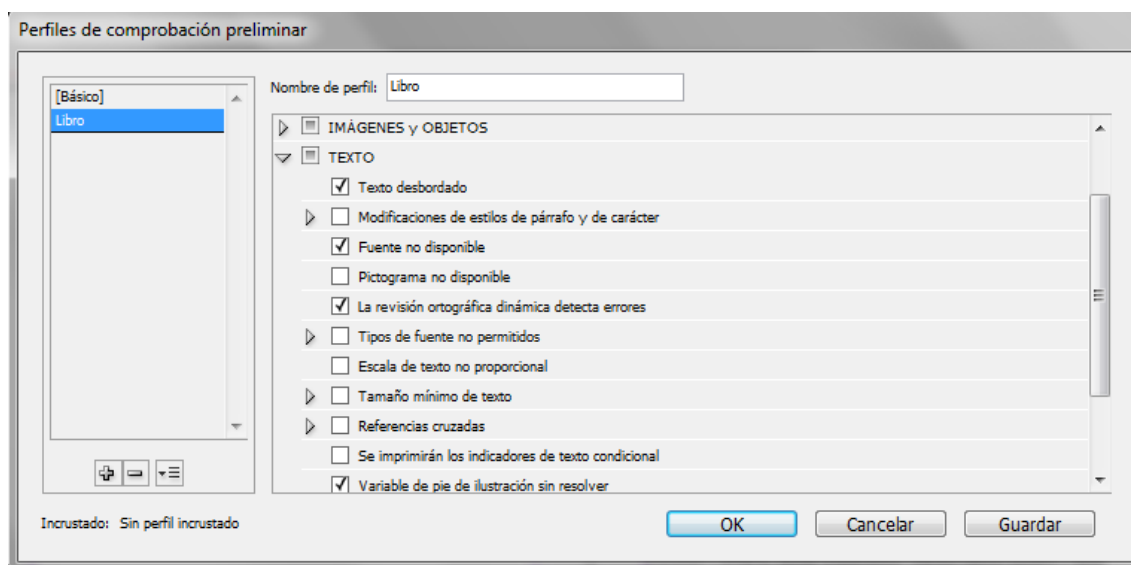 Perfiles de comprobación preliminar
[Básico]
Libro
Nombre de perfil: Libro
IMÁGENES y OBJETOS
TEXTO
Texto desbordado
Modificaciones de estilos de párrafo y de carácter
Fuente no disponible
Pictograma no disponible
La revisión ortográfica dinámica detecta errores
Tipos de fuente no permitidos
Escala de texto no proporcional
Tamaño mínimo de texto
Referencias cruzadas
Se imprimirán los indicadores de texto condicional
Variable de pie de ilustración sin resolver
Incrustado: Sin perfil incrustado
OK Cancelar Guardar